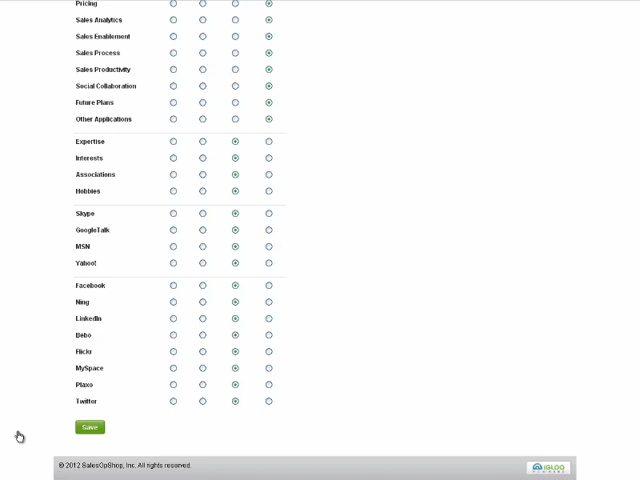 Pricing
Sales Analytics
Sales Enablement
Sales Process
Sales Productivity
Social Collaboration
Future Plans
Other Applications
Expertise
Interests
Associations
Hobbies
Skype
GoogleTalk
MSN
Yahoo!
Facebook
Ning
LinkedIn
Bebo
Flickr
MySpace
Plaxo
Twitter
Save
© 2012 SalesOpShop, Inc. All rights reserved.
IGLOO